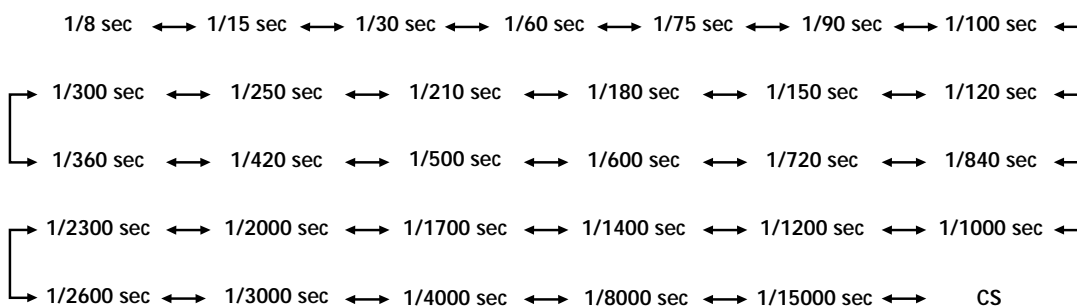 1/8 sec ↔ 1/15 sec ↔ 1/30 sec ↔ 1/60 sec ↔ 1/75 sec ↔ 1/90 sec ↔ 1/100 sec
1/300 sec ↔ 1/250 sec ↔ 1/210 sec ↔ 1/180 sec ↔ 1/150 sec ↔ 1/120 sec
1/360 sec ↔ 1/420 sec ↔ 1/500 sec ↔ 1/600 sec ↔ 1/720 sec ↔ 1/840 sec
1/2300 sec ↔ 1/2000 sec ↔ 1/1700 sec ↔ 1/1400 sec ↔ 1/1200 sec ↔ 1/1000 sec
1/2600 sec ↔ 1/3000 sec ↔ 1/4000 sec ↔ 1/8000 sec ↔ 1/15000 sec ↔ CS